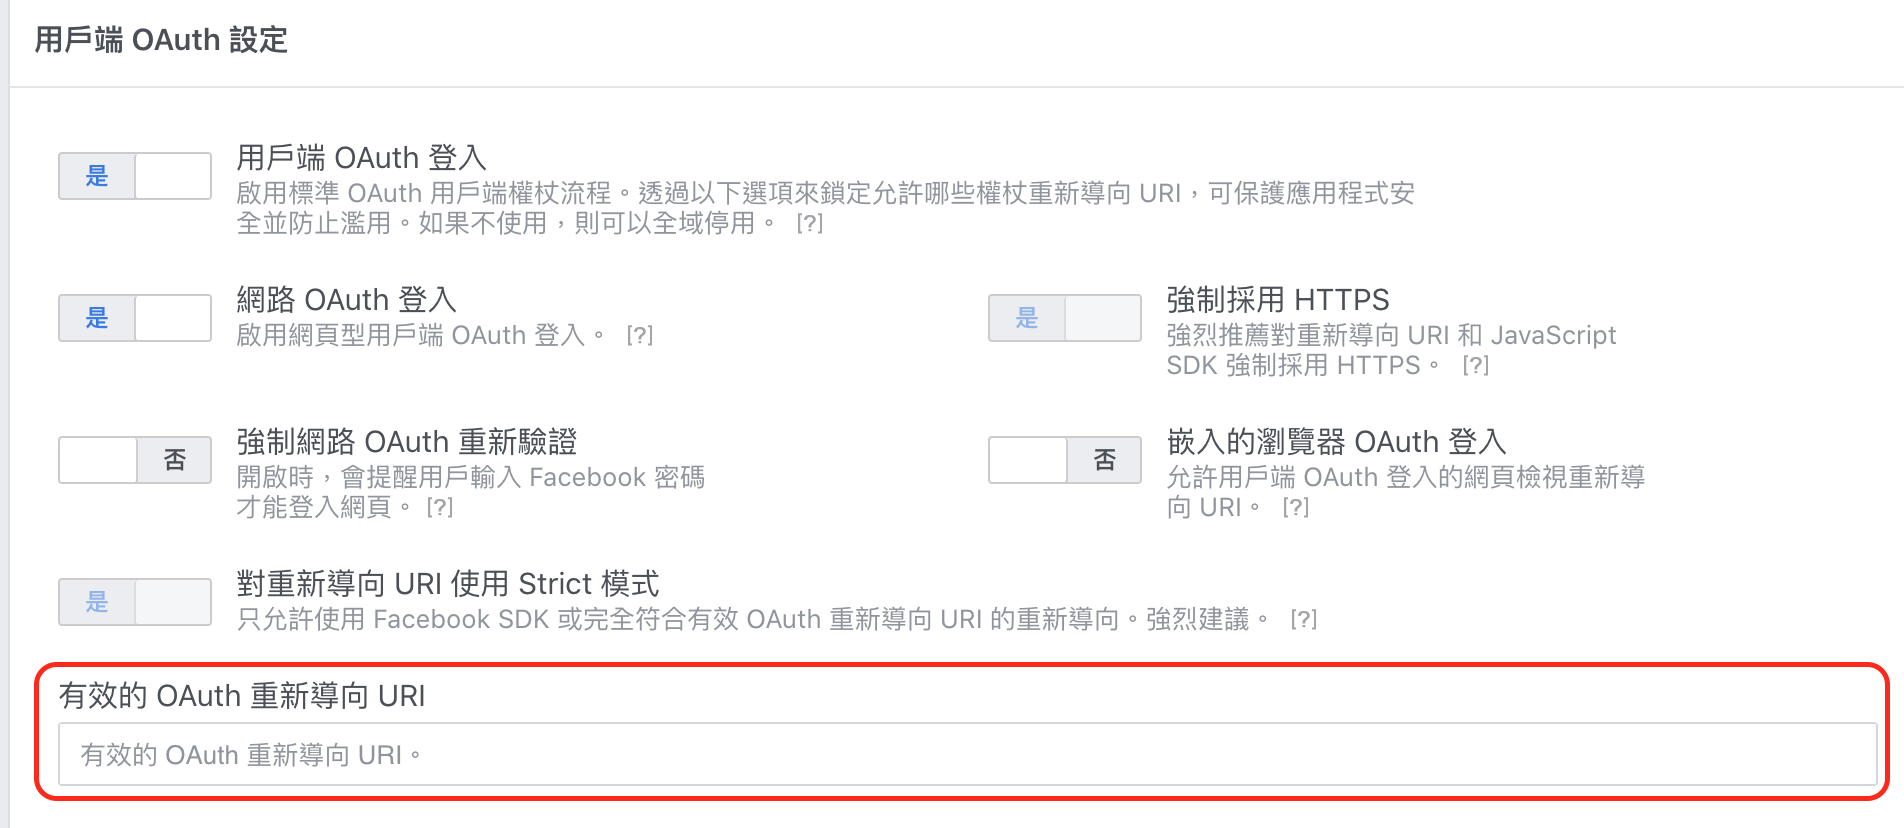 用戶端 OAuth 設定
是
用戶端 OAuth 登入
啟用標準 OAuth 用戶端權杖流程。透過以下選項來鎖定允許哪些權杖重新導向 URI，可保護應用程式安
全並防止濫用。如果不使用，則可以全域停用。 [?]
是
網路 OAuth 登入
啟用網頁型用戶端 OAuth 登入。 [?]
是
強制採用 HTTPS
強烈推薦對重新導向 URI 和 JavaScript
SDK 強制採用 HTTPS。 [?]
否
強制網路 OAuth 重新驗證
開啟時，會提醒用戶輸入 Facebook 密碼
才能登入網頁。 [?]
否
嵌入的瀏覽器 OAuth 登入
允許用戶端 OAuth 登入的網頁檢視重新導
向 URI。 [?]
是
對重新導向 URI 使用 Strict 模式
只允許使用 Facebook SDK 或完全符合有效 OAuth 重新導向 URI 的重新導向。強烈建議。 [?]
有效的 OAuth 重新導向 URI
有效的 OAuth 重新導向 URI。